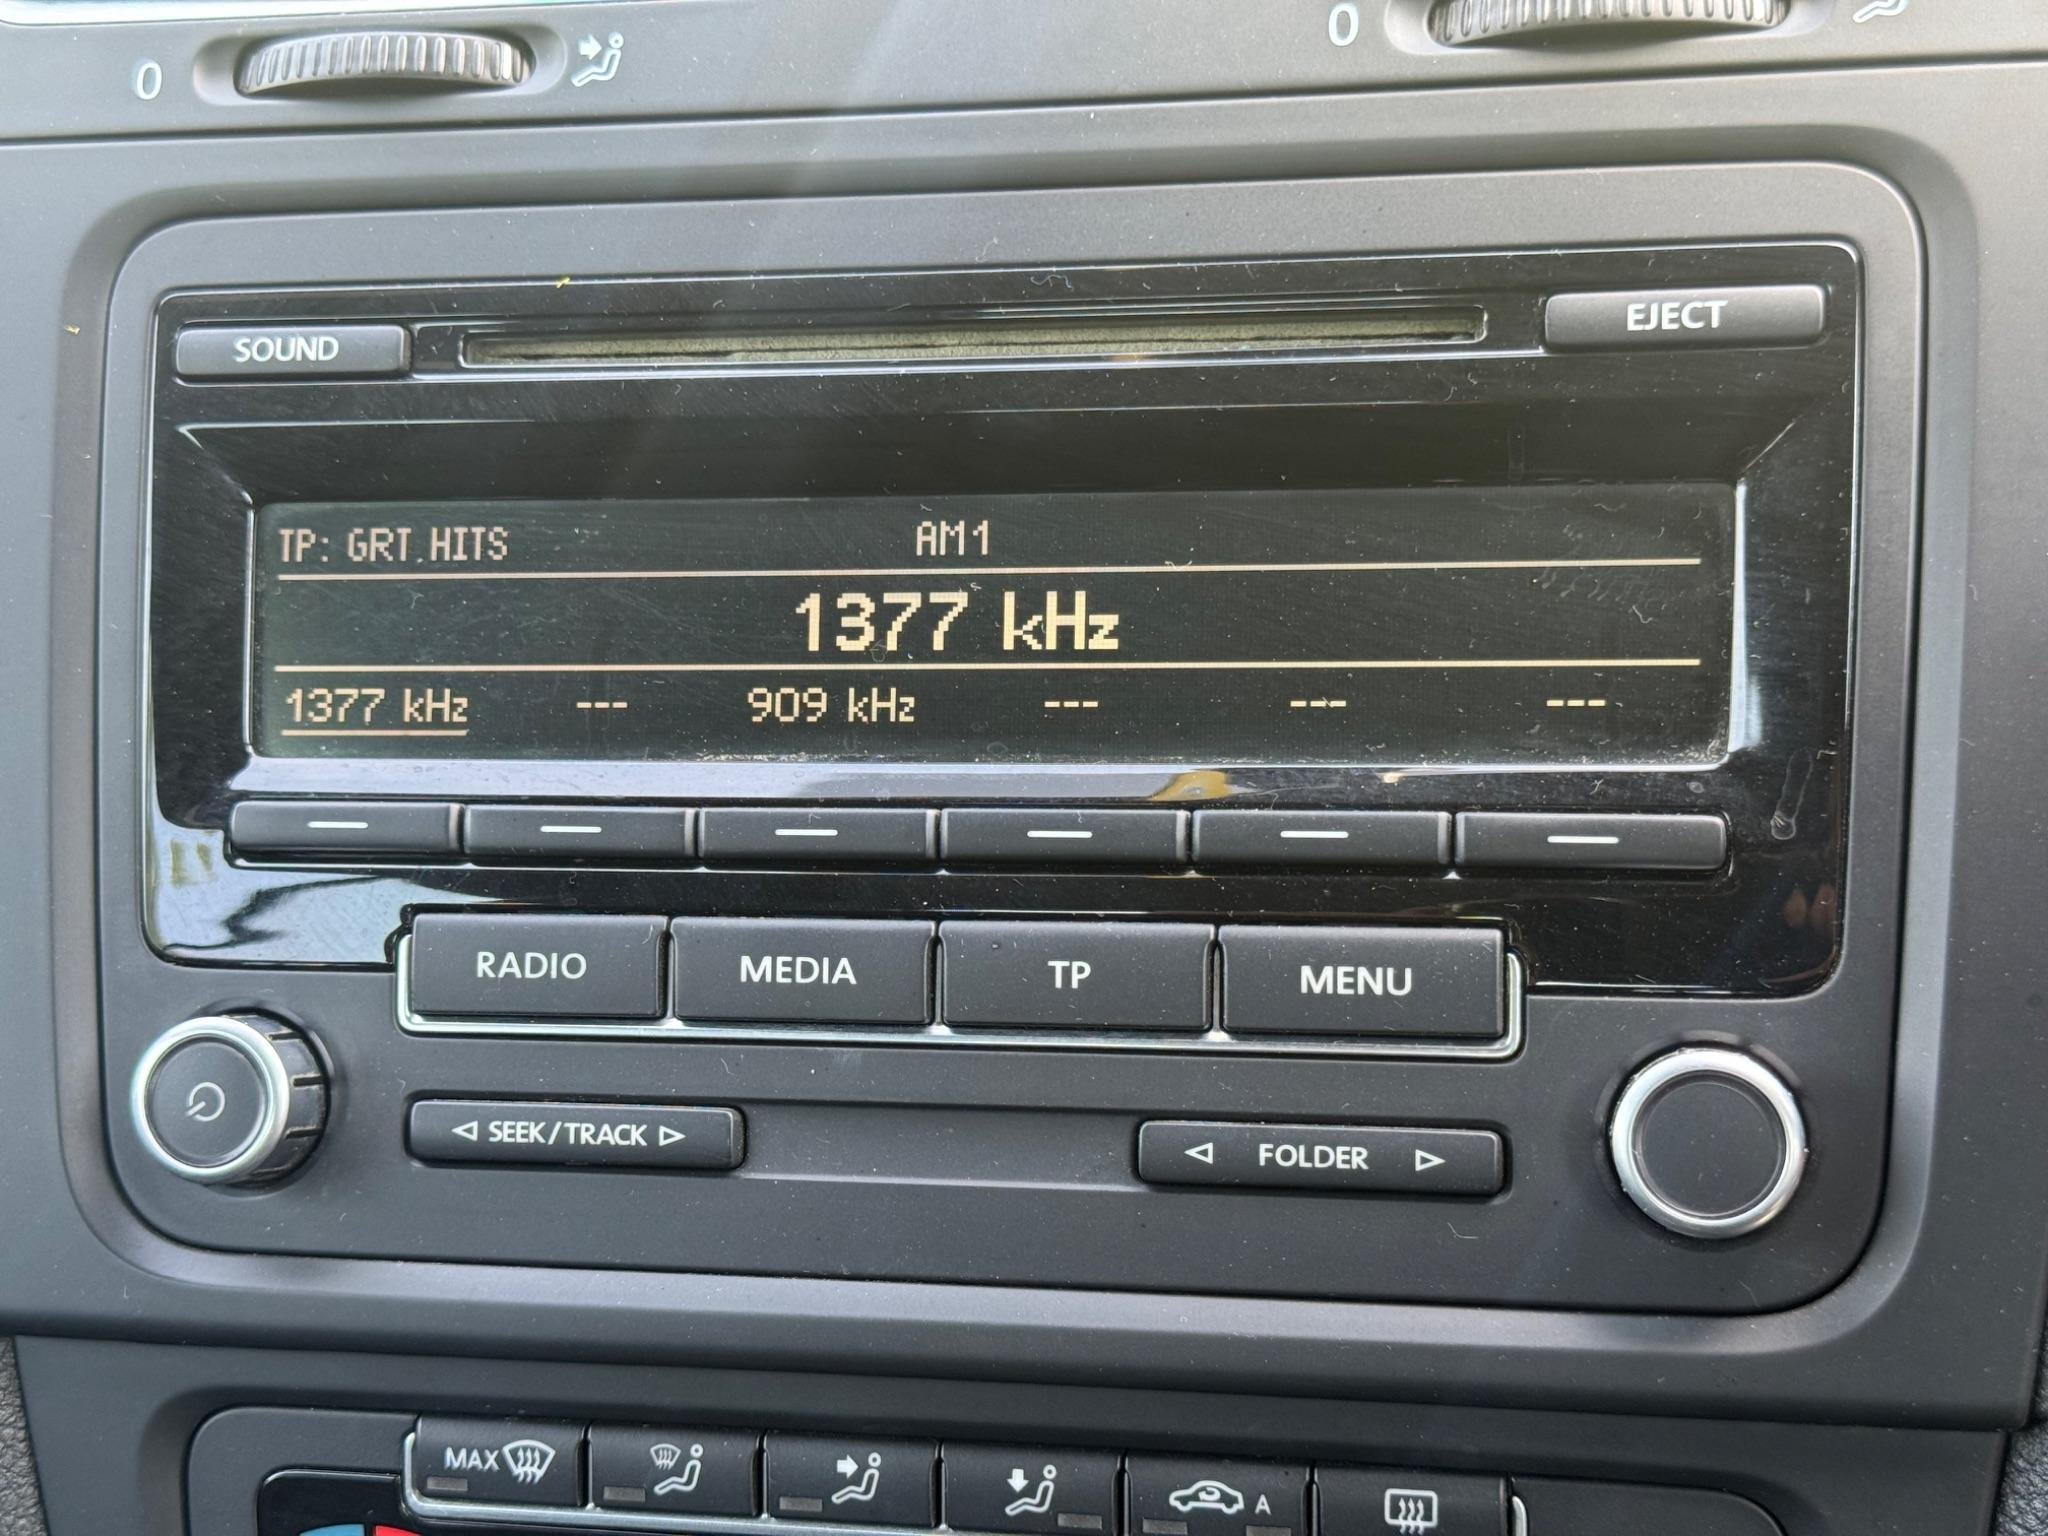 0
0
SOUND
EJECT
TP: GRT.HITS AM1
1377 kHz
1377 kHz --- 909 kHz --- --- ---
RADIO MEDIA TP MENU
SEEK/TRACK
FOLDER
MAX
A